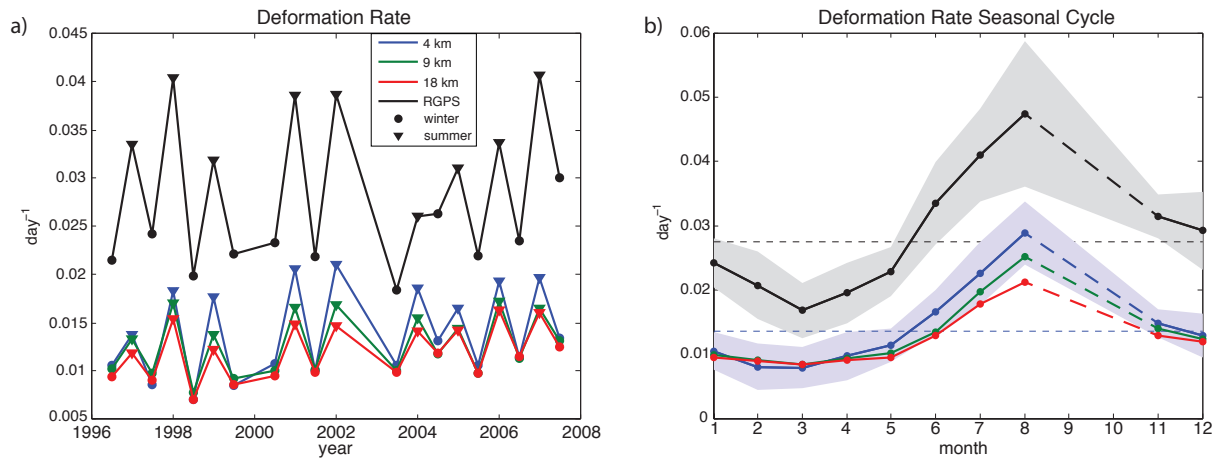 a)
Deformation Rate
0.045
0.04
0.035
0.03
0.025
0.02
0.015
0.01
0.005
day⁻¹
1996 1998 2000 2002 2004 2006 2008
year
4 km
9 km
18 km
RGPS
winter
summer
b)
Deformation Rate Seasonal Cycle
0.06
0.05
0.04
0.03
0.02
0.01
0
day⁻¹
1 2 3 4 5 6 7 8 9 10 11 12
month